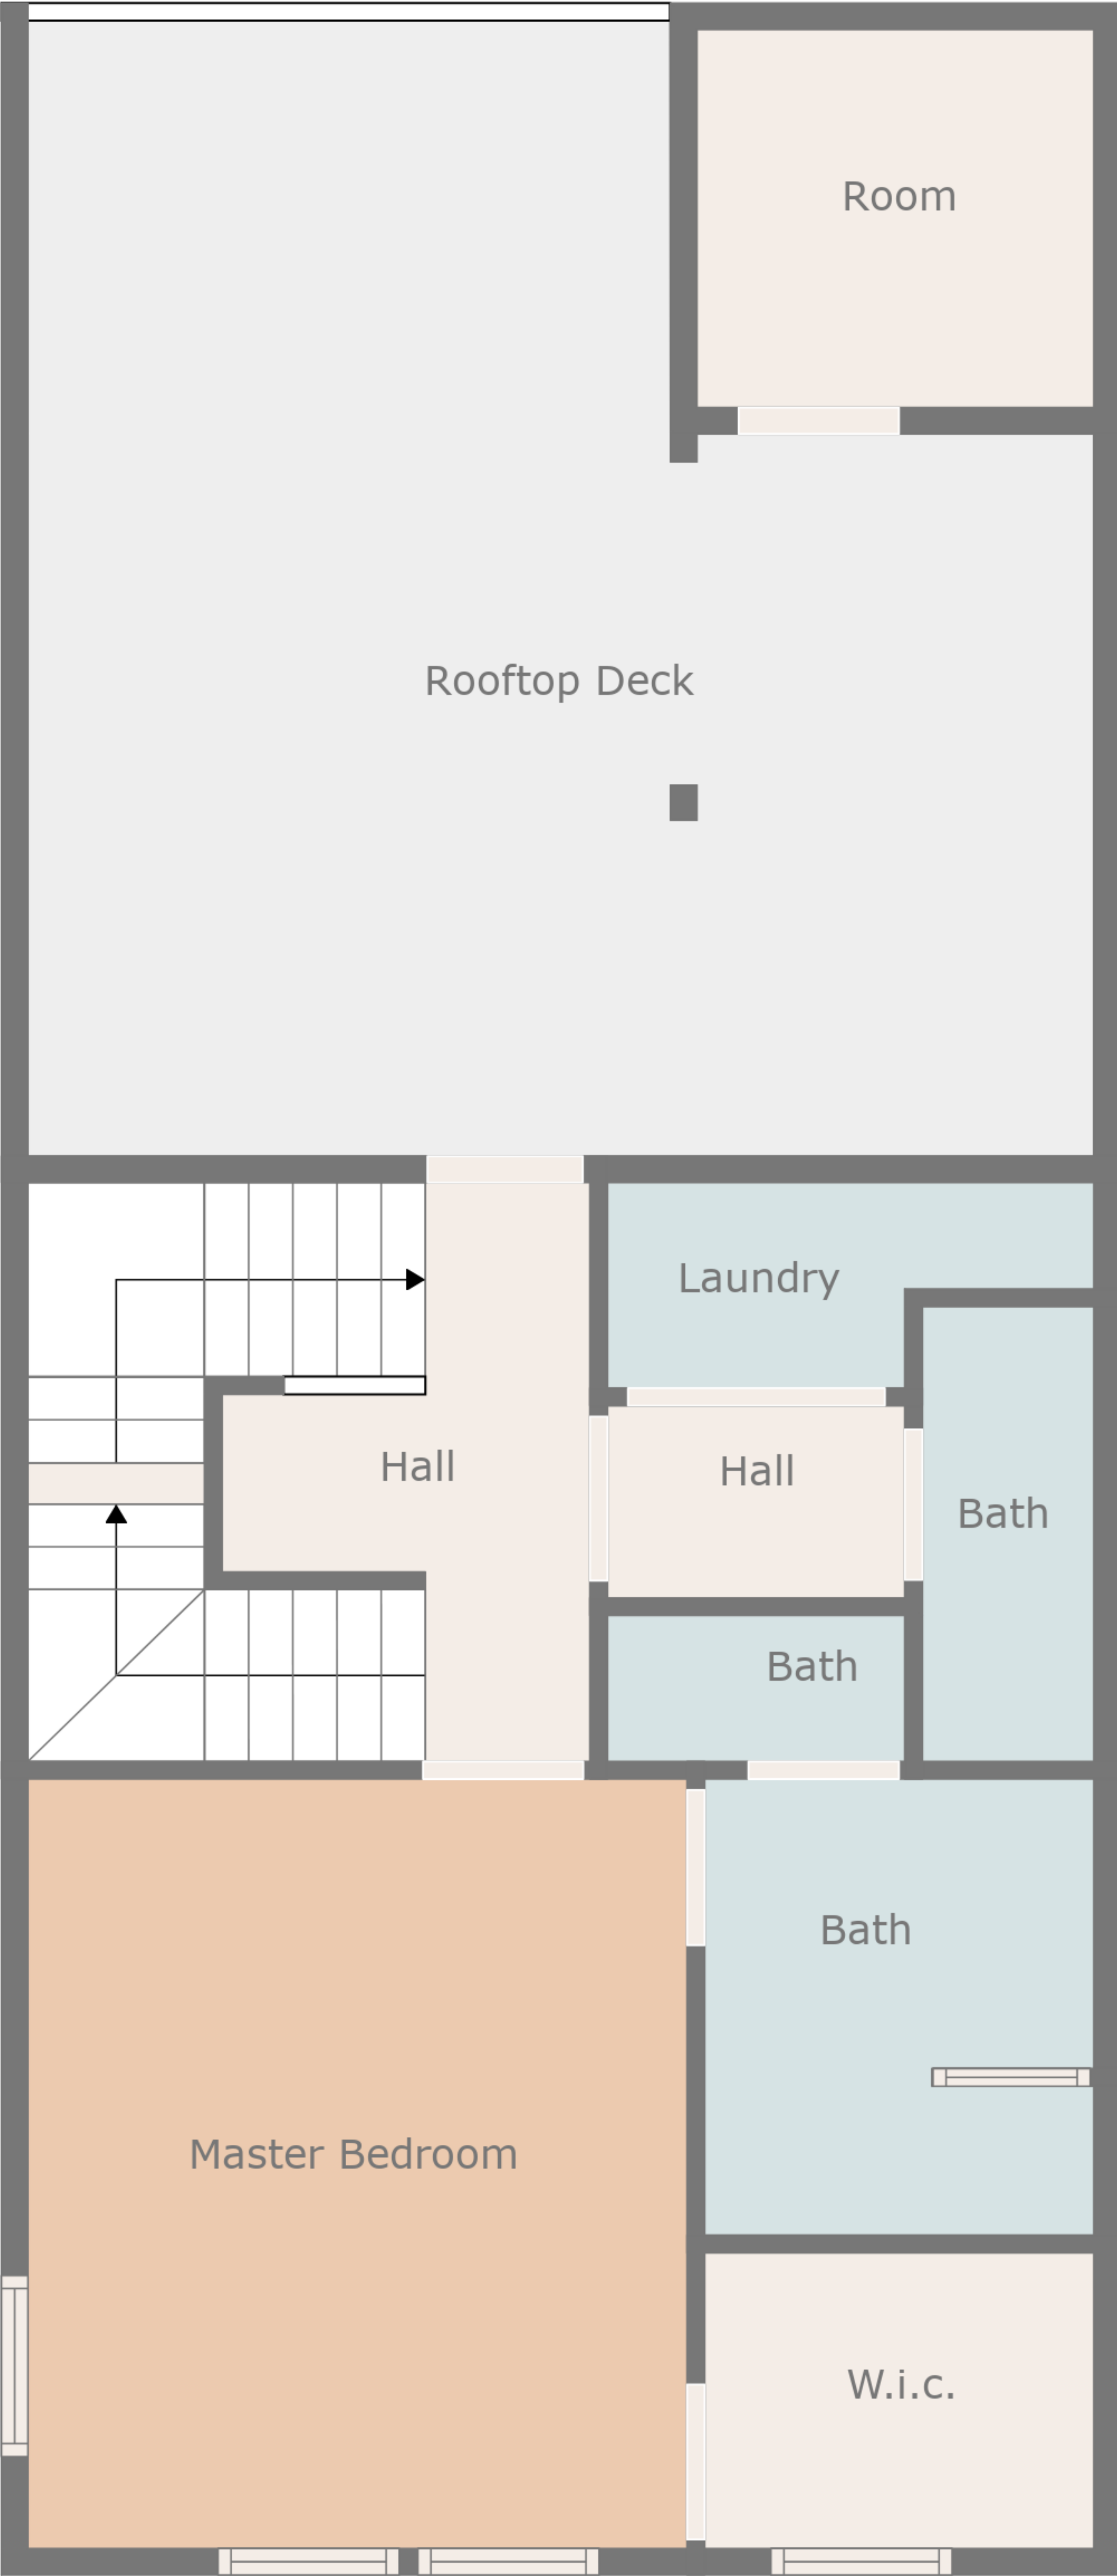 Room
Rooftop Deck
Laundry
Hall
Hall
Bath
Bath
Bath
Master Bedroom
W.i.c.